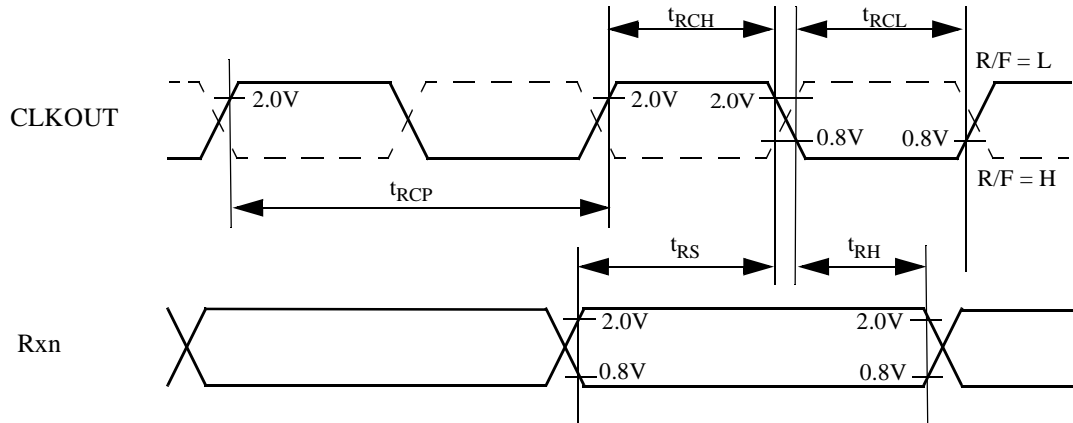 tRCH
tRCL
R/F = L
CLKOUT
2.0V
2.0V
2.0V
0.8V
0.8V
R/F = H
tRCP
tRS
tRH
Rxn
2.0V
2.0V
0.8V
0.8V